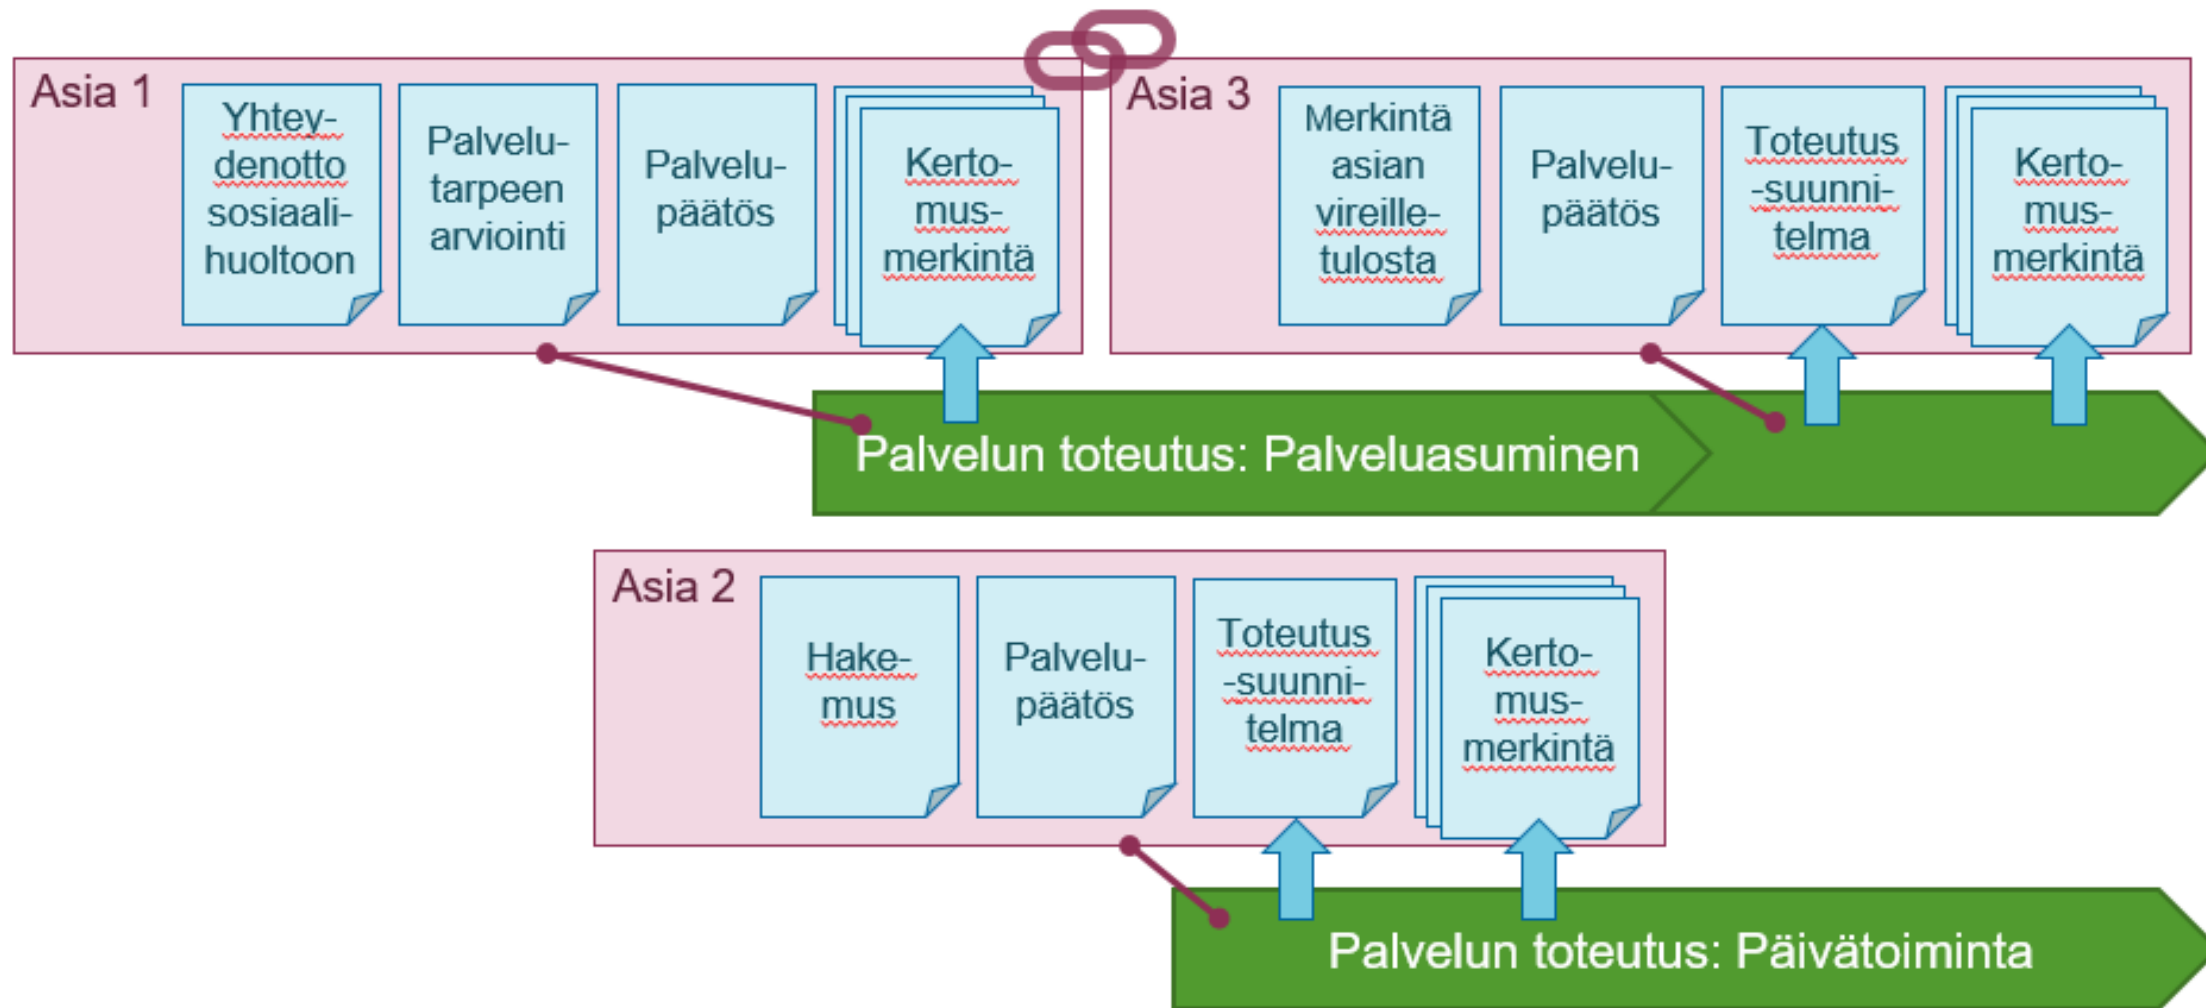 Asia 1
Yhtey-
denotto
sosiaali-
huoltoon
Palvelu-
tarpeen
arviointi
Palvelu-
päätös
Kerto-
mus-
merkintä
Asia 3
Merkintä
asian
vireille-
tulosta
Palvelu-
päätös
Toteutus
-suunni-
telma
Kerto-
mus-
merkintä
Palvelun toteutus: Palveluasuminen
Asia 2
Hake-
mus
Palvelu-
päätös
Toteutus
-suunni-
telma
Kerto-
mus-
merkintä
Palvelun toteutus: Päivätoiminta